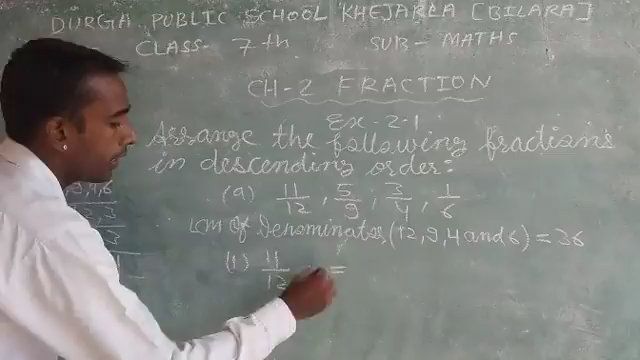 DURGA PUBLIC SCHOOL KHEJARLA [BILARA]
CLASS- 7th SUB- MATHS
CH-2 FRACTION
Ex-2.1
Arrange the following fractions
in descending order:
(a) 11/12, 5/9, 3/4, 1/6
LCM of Denominator, (12, 9, 4 and 6) = 36
(1) 11/12 =